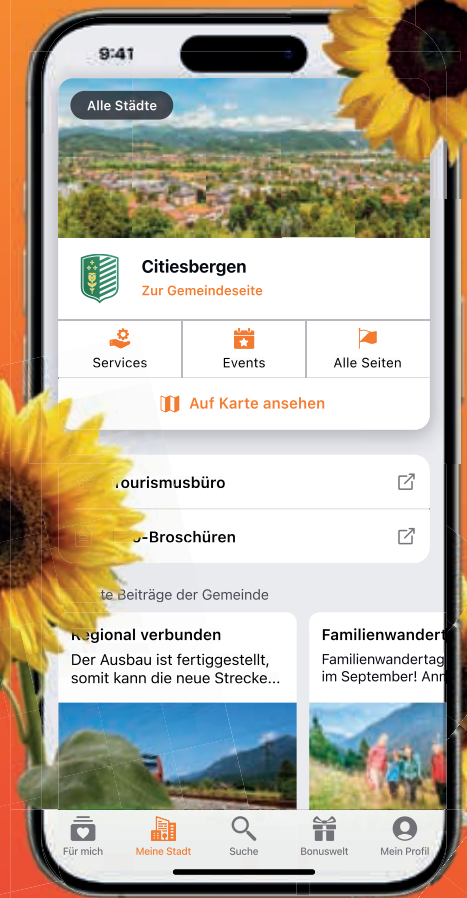 9:41
Alle Städte
Citiesbergen
Zur Gemeindeseite
Services
Events
Alle Seiten
Auf Karte ansehen
Tourismusbüro
-Broschüren
Beiträge der Gemeinde
Regional verbunden
Der Ausbau ist fertiggestellt,
somit kann die neue Strecke...
Familienwandert
Familienwandertag
im September!
Für mich
Meine Stadt
Suche
Bonuswelt
Mein Profil